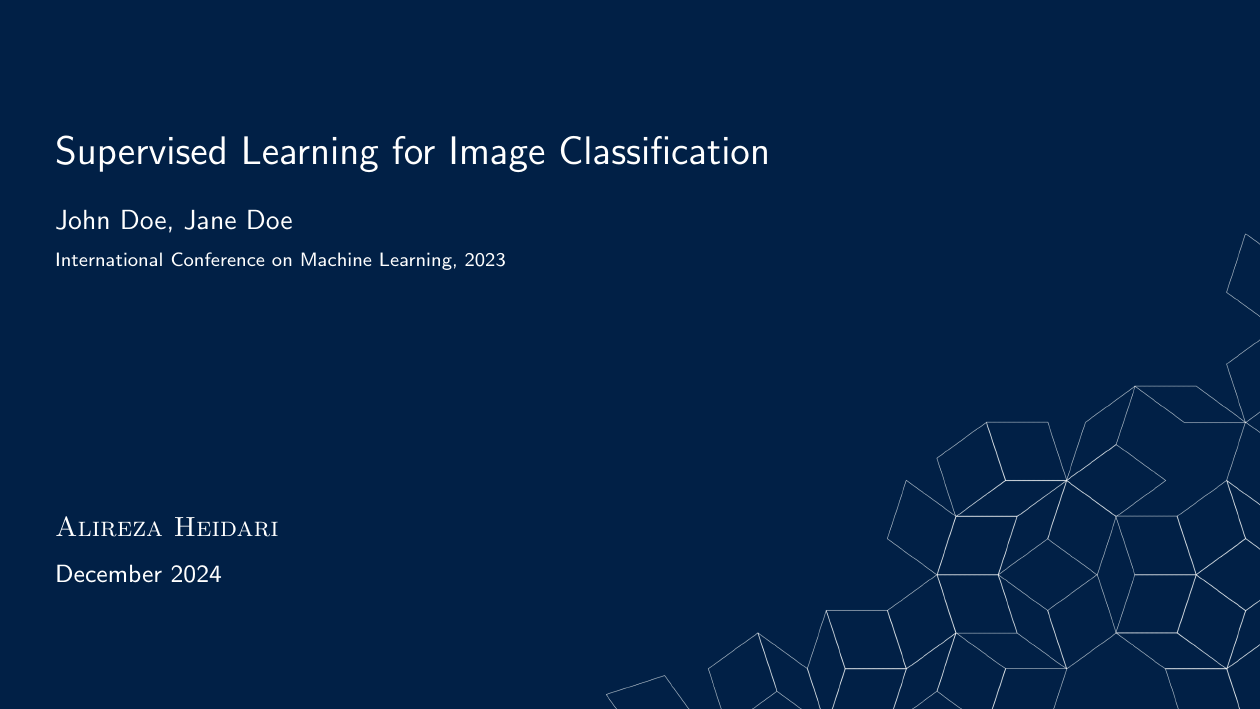 Supervised Learning for Image Classification
John Doe, Jane Doe
International Conference on Machine Learning, 2023
Alireza Heidari
December 2024